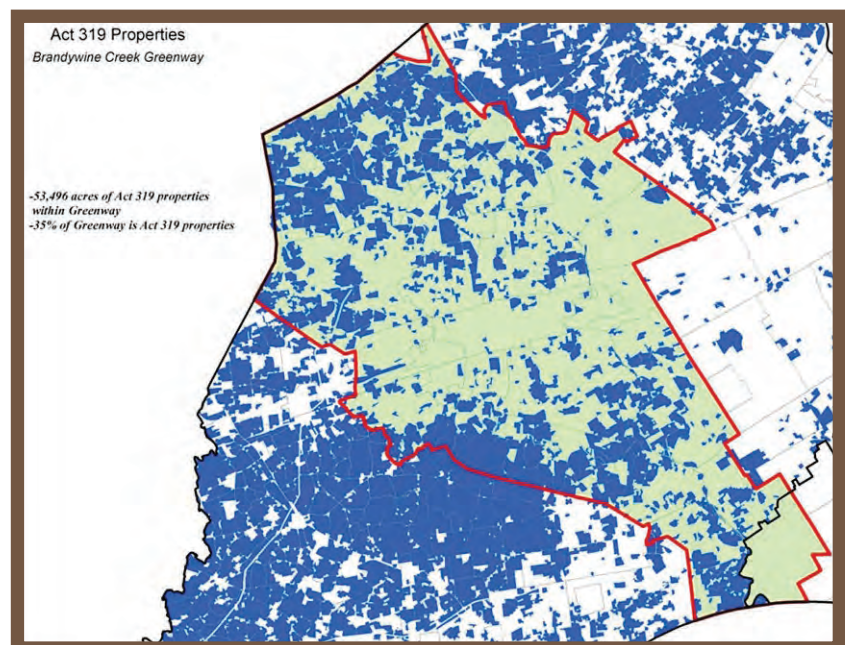 Act 319 Properties
Brandywine Creek Greenway
-53,496 acres of Act 319 properties
within Greenway
-35% of Greenway is Act 319 properties